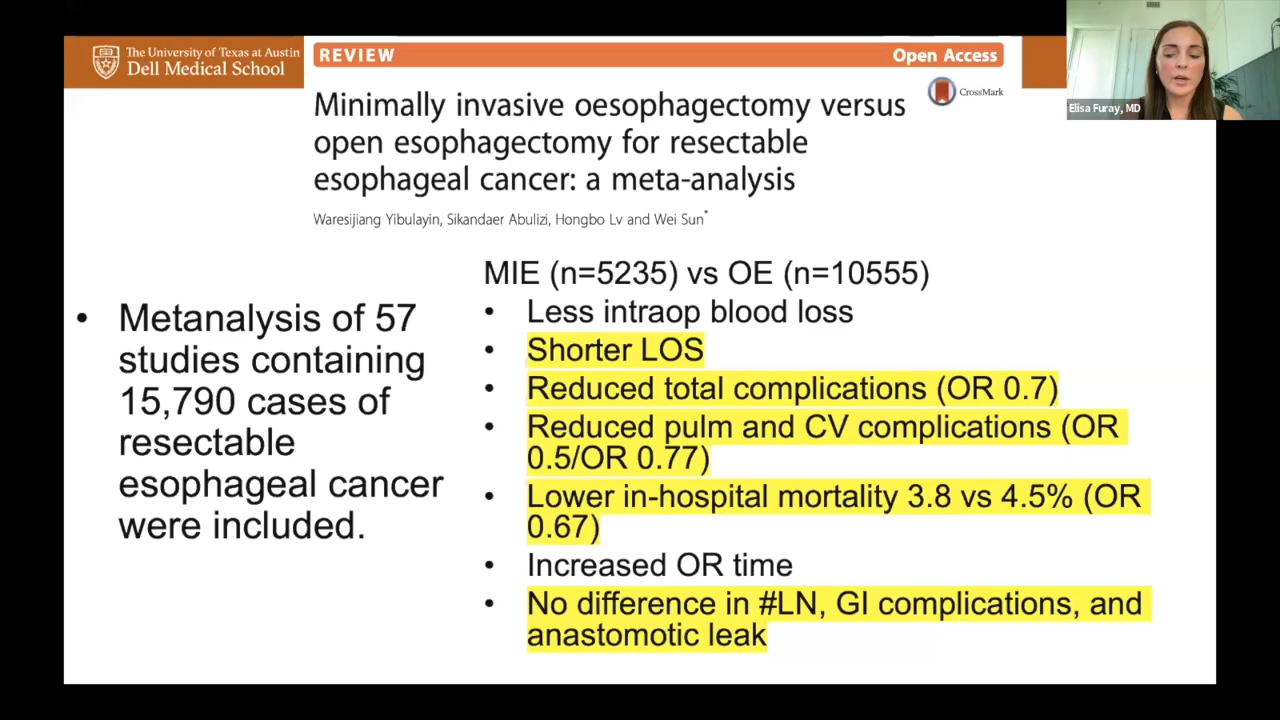 The University of Texas at Austin
Dell Medical School
REVIEW
Open Access
CrossMark
Elisa Furay, MD
Minimally invasive oesophagectomy versus
open esophagectomy for resectable
esophageal cancer: a meta-analysis
Waresijiang Yibulayin, Sikandaer Abulizi, Hongbo Lv and Wei Sun*
• Metanalysis of 57
studies containing
15,790 cases of
resectable
esophageal cancer
were included.
MIE (n=5235) vs OE (n=10555)
• Less intraop blood loss
• Shorter LOS
• Reduced total complications (OR 0.7)
• Reduced pulm and CV complications (OR
0.5/OR 0.77)
• Lower in-hospital mortality 3.8 vs 4.5% (OR
0.67)
• Increased OR time
• No difference in #LN, GI complications, and
anastomotic leak